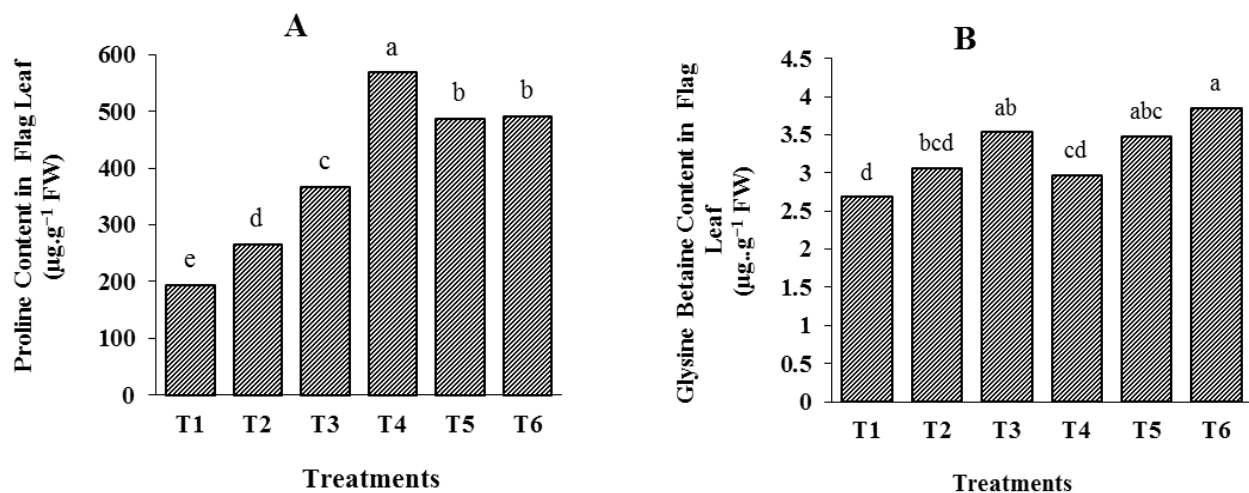 A
Proline Content in Flag Leaf
(µg.g⁻¹ FW)
600
500
400
300
200
100
0
e
d
c
a
b
b
T1 T2 T3 T4 T5 T6
Treatments
B
Glysine Betaine Content in Flag
Leaf
(µg..g⁻¹ FW)
4.5
4
3.5
3
2.5
2
1.5
1
0.5
0
d
bcd
ab
cd
abc
a
T1 T2 T3 T4 T5 T6
Treatments